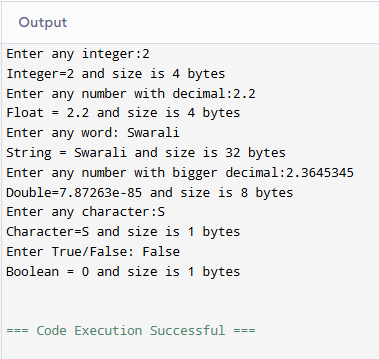 Output
Enter any integer:2
Integer=2 and size is 4 bytes
Enter any number with decimal:2.2
Float = 2.2 and size is 4 bytes
Enter any word: Swarali
String = Swarali and size is 32 bytes
Enter any number with bigger decimal:2.3645345
Double=7.87263e-85 and size is 8 bytes
Enter any character:S
Character=S and size is 1 bytes
Enter True/False: False
Boolean = 0 and size is 1 bytes
=== Code Execution Successful ===